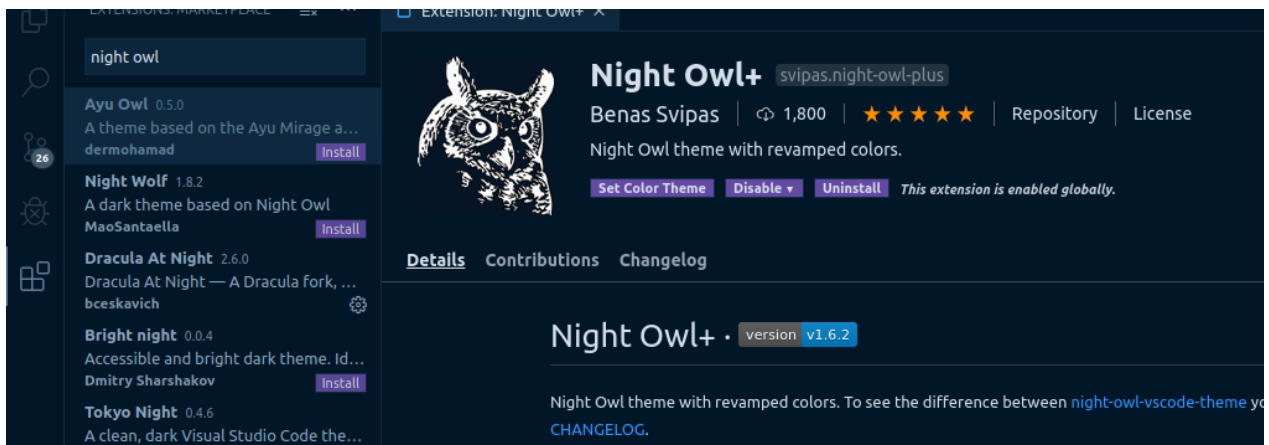 EXTENSIONS: MARKETPLACE
night owl
Ayu Owl 0.5.0
A theme based on the Ayu Mirage a...
dermohamad Install
Night Wolf 1.8.2
A dark theme based on Night Owl
MaoSantaella Install
Dracula At Night 2.6.0
Dracula At Night — A Dracula fork, ...
bceskavich
Bright night 0.0.4
Accessible and bright dark theme. Id...
Dmitry Sharshakov Install
Tokyo Night 0.4.6
A clean, dark Visual Studio Code the...
26
Extension: Night Owl+
Night Owl+ svipas.night-owl-plus
Benas Svipas 1,800 Repository License
Night Owl theme with revamped colors.
Set Color Theme Disable Uninstall This extension is enabled globally.
Details Contributions Changelog
Night Owl+ · version v1.6.2
Night Owl theme with revamped colors. To see the difference between night-owl-vscode-theme
CHANGELOG.